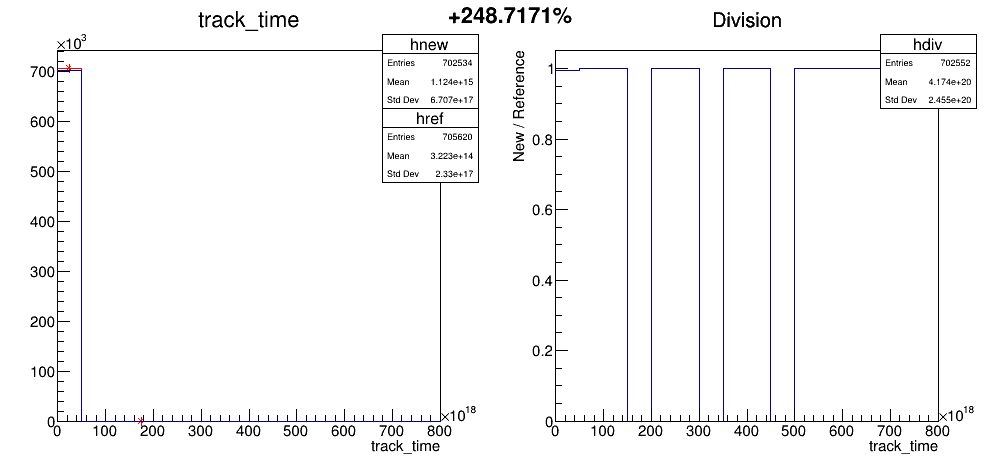 +248.7171%
track_time
×10³
hnew
Entries 702534
Mean 1.124e+15
Std Dev 6.707e+17
href
Entries 705620
Mean 3.223e+14
Std Dev 2.33e+17
700
600
500
400
300
200
100
0
0 100 200 300 400 500 600 700 800
×10¹⁸
track_time
Division
hdiv
Entries 702552
Mean 4.174e+20
Std Dev 2.455e+20
New / Reference
1
0.8
0.6
0.4
0.2
0
0 100 200 300 400 500 600 700 800
×10¹⁸
track_time